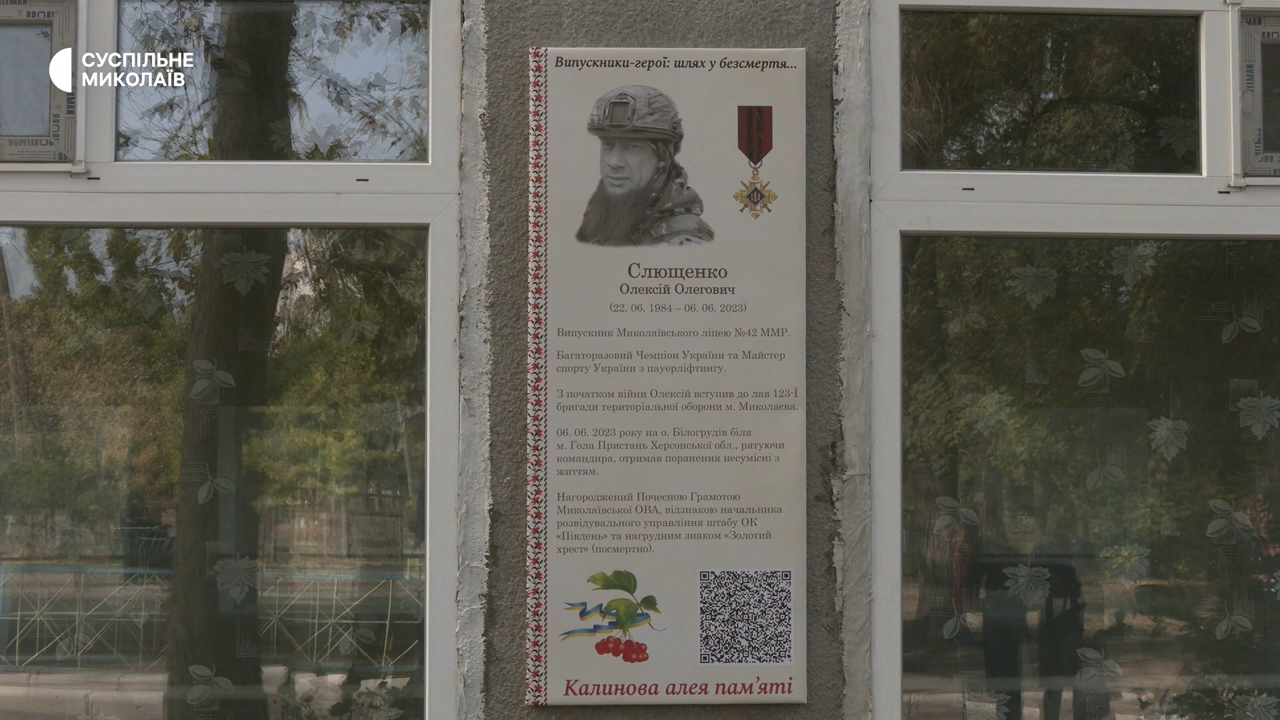 СУСПІЛЬНЕ
МИКОЛАЇВ
Випускники-герої: шлях у безсмертя...
Слющенко
Олексій Олегович
(22. 06. 1984 – 06. 06. 2023)
Випускник Миколаївського ліцею №42 ММР.
Багаторазовий Чемпіон України та Майстер
спорту України з пауерліфтингу.
З початком війни Олексій вступив до лав 123-Ї
бригади територіальної оборони м. Миколаєва.
06. 06. 2023 року на о. Білогрудів біля
м. Гола Пристань Херсонської обл., рятуючи
командира, отримав поранення несумісні з
життям.
Нагороджений Почесною Грамотою
Миколаївської ОВА, відзнакою начальника
розвідувального управління штабу ОК
«Південь» та нагрудним знаком «Золотий
хрест» (посмертно).
Калинова алея пам'яті